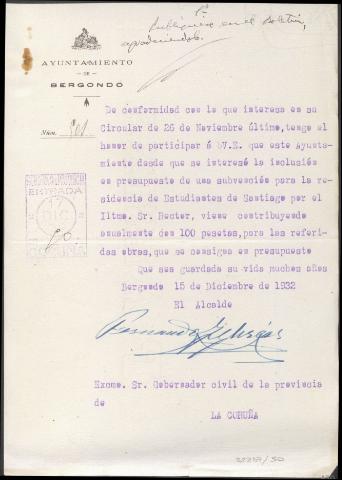 Publíquese en el Boletín,
agradeciendolo.
AYUNTAMIENTO
DE
BERGONDO
Núm. 901
De conformidad con lo que interesa en su
Circular de 26 de Noviembre último, tengo el
honor de participar á V.E. que este Ayunta-
miento desde que se interesó la inclusión
en presupuesto de una subvención para la re-
sidencia de Estudiantes de Santiago por el
Iltmo. Sr. Rector, viene contribuyendo
anualmente con 100 pesetas, para las referi-
das obras, que se consigna en presupuesto
Que sea guardada su vida muchos años
Bergondo 15 de Diciembre de 1932
El Alcalde
ENTRADA
17
DIC
CORUÑA
Excmo. Sr. Gobernador civil de la provincia
de
LA CORUÑA